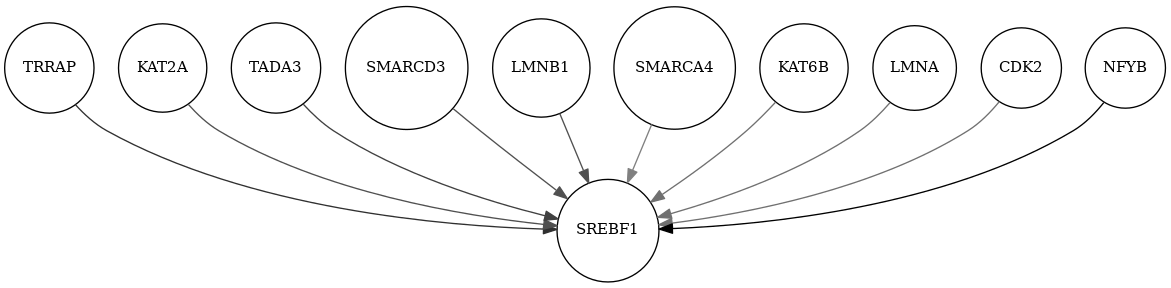 TRRAP
KAT2A
TADA3
SMARCD3
LMNB1
SMARCA4
KAT6B
LMNA
CDK2
NFYB
SREBF1